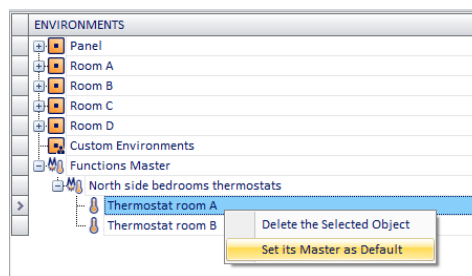 ENVIRONMENTS
Panel
Room A
Room B
Room C
Room D
Custom Environments
Functions Master
North side bedrooms thermostats
Thermostat room A
Thermostat room B
Delete the Selected Object
Set its Master as Default